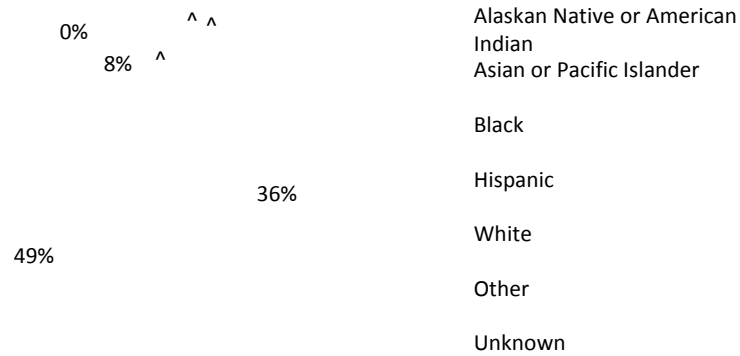 ^ ^
0%
8% ^
36%
49%
Alaskan Native or American
Indian
Asian or Pacific Islander
Black
Hispanic
White
Other
Unknown